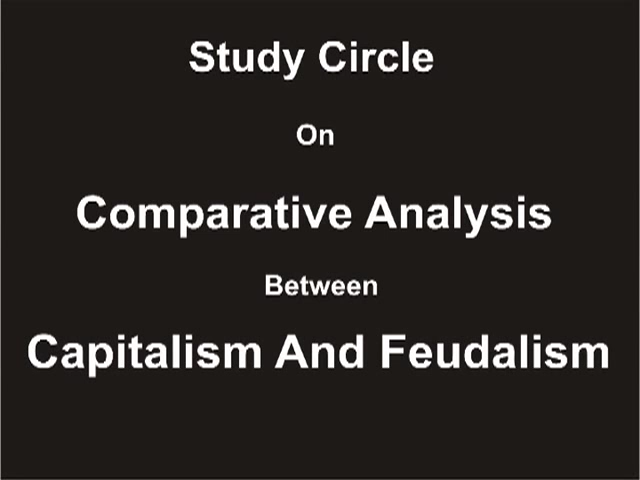 Study Circle
On
Comparative Analysis
Between
Capitalism And Feudalism